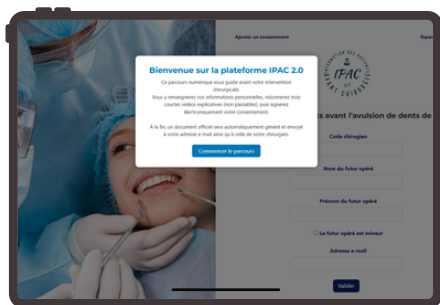 Ajouter un consentement
Bienvenue sur la plateforme IPAC 2.0
Ce parcours numérique vous guide avant votre intervention
chirurgicale.
Vous y renseignerez vos informations personnelles, visionnerez trois
courtes vidéos explicatives (non passables), puis signerez
électroniquement votre consentement.
À la fin, un document officiel sera automatiquement généré et envoyé
à votre adresse e-mail ainsi qu'à celle de votre chirurgien.
Commencer le parcours
IPAC
avant l'avulsion de dents de
Code chirugien
Nom du futur opéré
Prénom du futur opéré
Le futur opéré est mineur
Adresse e-mail
Valider